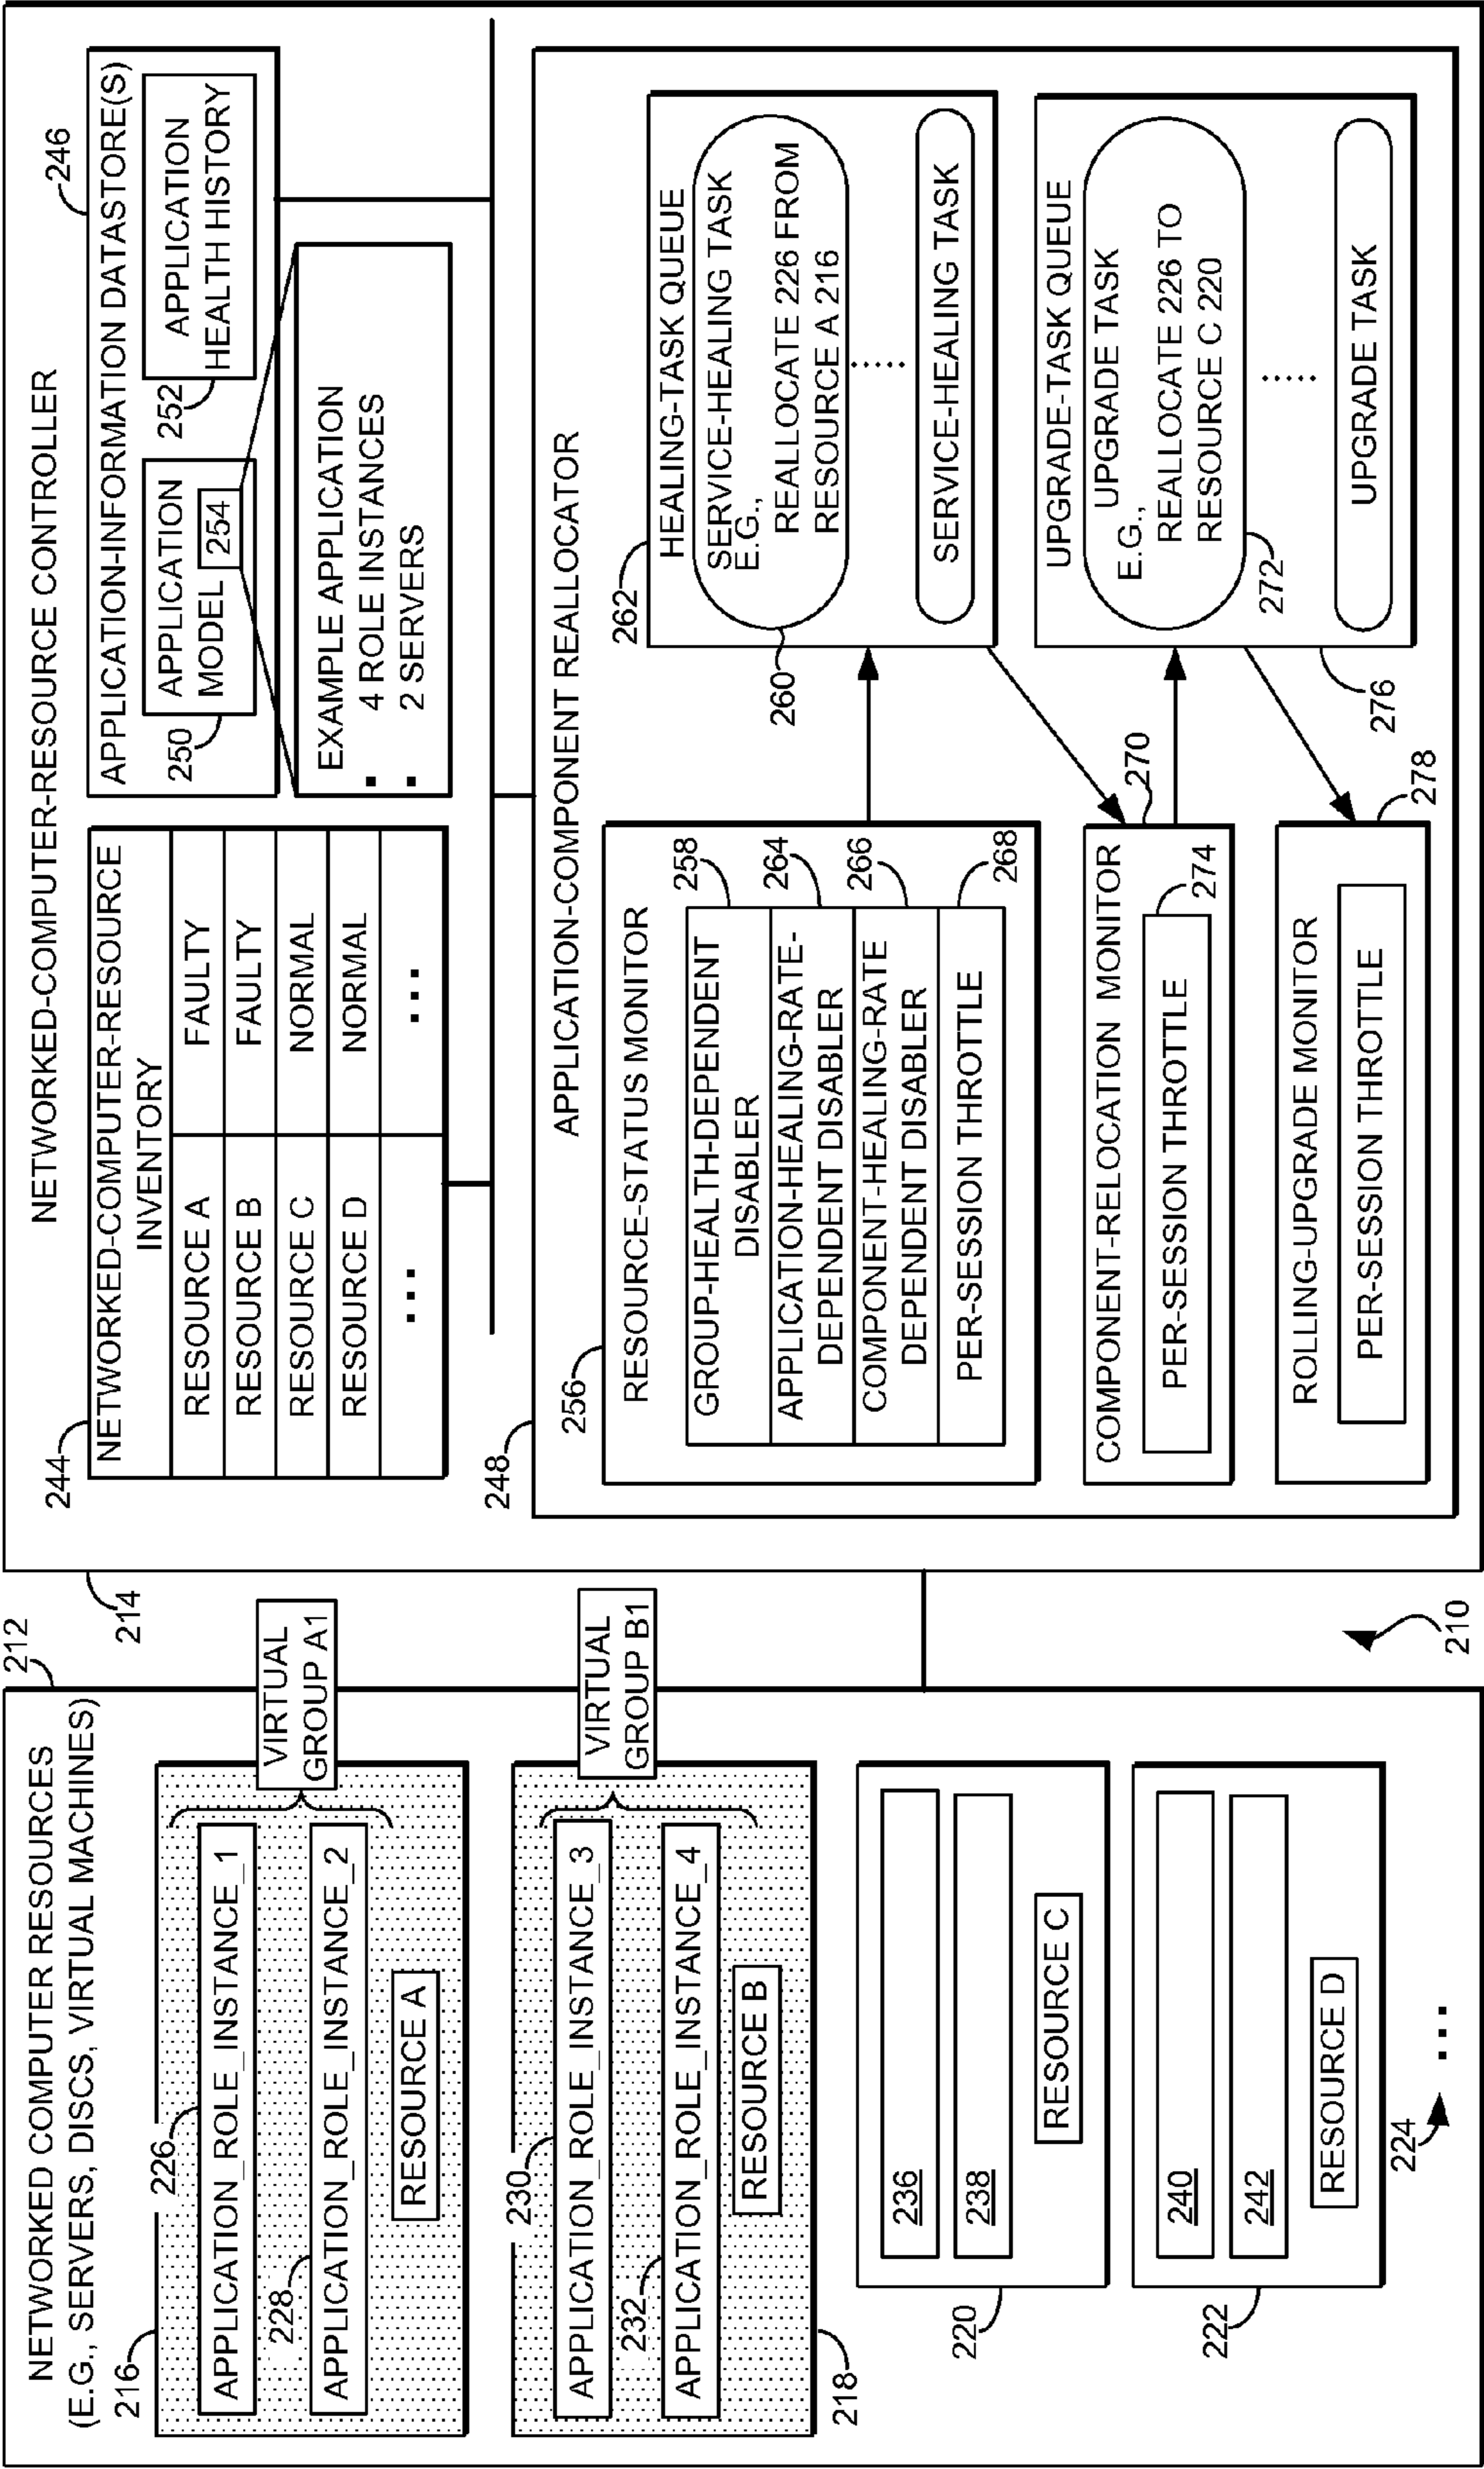 NETWORKED COMPUTER RESOURCES
(E.G., SERVERS, DISCS, VIRTUAL MACHINES)
212
216
226
APPLICATION_ROLE_INSTANCE_1
228
APPLICATION_ROLE_INSTANCE_2
RESOURCE A
VIRTUAL
GROUP A1
230
APPLICATION_ROLE_INSTANCE_3
232
APPLICATION_ROLE_INSTANCE_4
RESOURCE B
VIRTUAL
GROUP B1
218
236
238
RESOURCE C
220
240
242
RESOURCE D
222
224
...
210
214
NETWORKED-COMPUTER-RESOURCE CONTROLLER
244
NETWORKED-COMPUTER-RESOURCE
INVENTORY
RESOURCE A FAULTY
RESOURCE B FAULTY
RESOURCE C NORMAL
RESOURCE D NORMAL
... ...
246
APPLICATION-INFORMATION DATASTORE(S)
250
APPLICATION
MODEL 254
252
APPLICATION
HEALTH HISTORY
EXAMPLE APPLICATION
▪ 4 ROLE INSTANCES
▪ 2 SERVERS
248
APPLICATION-COMPONENT REALLOCATOR
256
RESOURCE-STATUS MONITOR
258
GROUP-HEALTH-DEPENDENT
DISABLER
264
APPLICATION-HEALING-RATE-
DEPENDENT DISABLER
266
COMPONENT-HEALING-RATE
DEPENDENT DISABLER
268
PER-SESSION THROTTLE
262
HEALING-TASK QUEUE
SERVICE-HEALING TASK
E.G.,
REALLOCATE 226 FROM
RESOURCE A 216
260
......
SERVICE-HEALING TASK
270
COMPONENT-RELOCATION MONITOR
274
PER-SESSION THROTTLE
UPGRADE-TASK QUEUE
UPGRADE TASK
E.G.,
REALLOCATE 226 TO
RESOURCE C 220
272
......
UPGRADE TASK
276
278
ROLLING-UPGRADE MONITOR
PER-SESSION THROTTLE